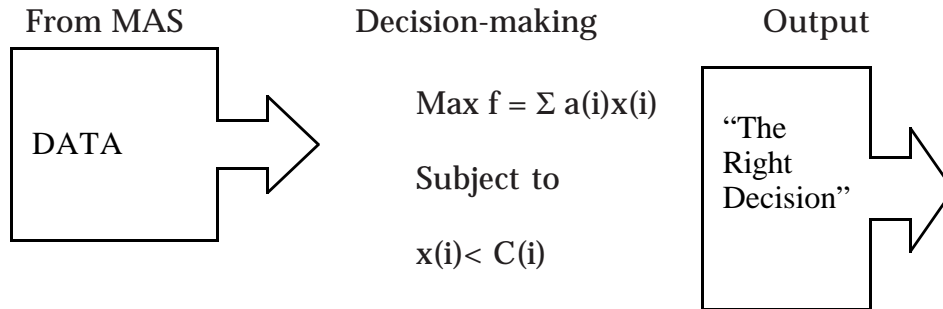 From MAS
Decision-making
Output
DATA
Max f = Σ a(i)x(i)
Subject to
x(i)< C(i)
“The
Right
Decision”